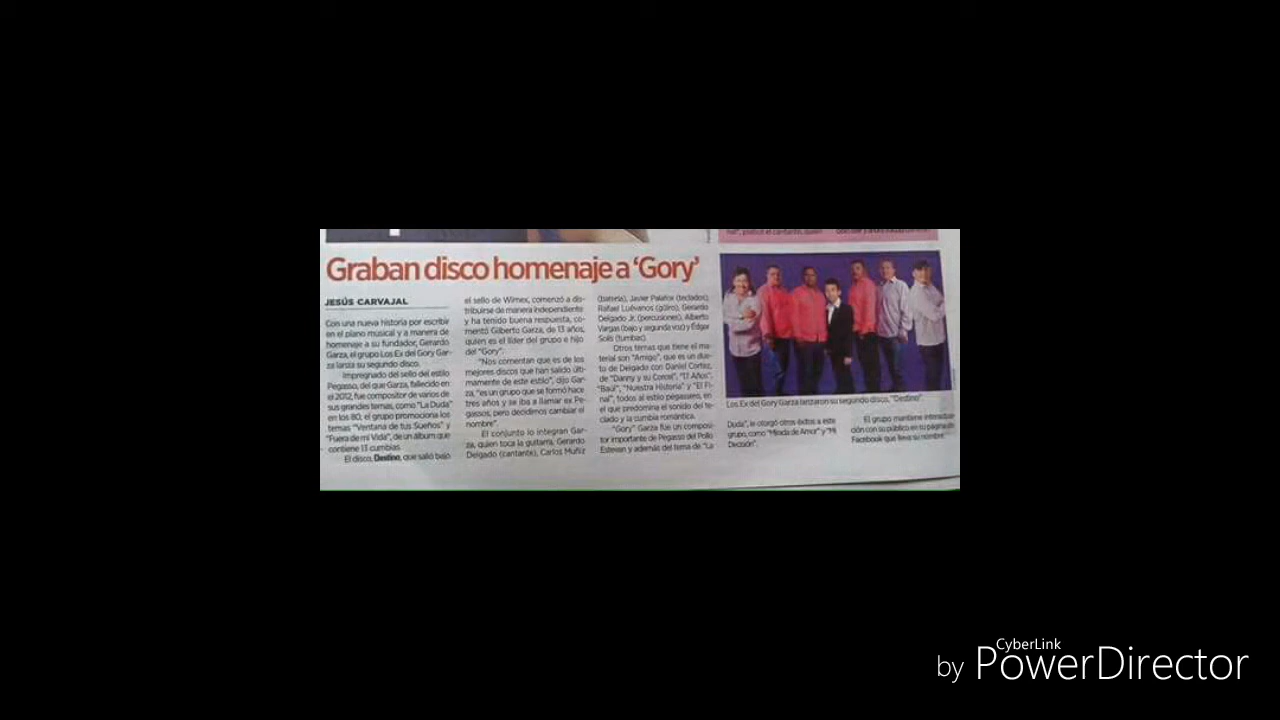 Graban disco homenaje a ‘Gory’
JESÚS CARVAJAL
Con una nueva historia por escribir
en el plano musical y a manera de
homenaje a su fundador, Gerardo
Garza, el grupo Los Ex del Gory Gar-
za lanza su segundo disco.
Impregnado del sello del estilo
Pegasso, del que Garza, fallecido en
el 2012, fue compositor de varios de
sus grandes temas, como “La Duda”
en los 80; el grupo promociona los
temas “Ventana de tus Sueños” y
“Fuera de mi Vida”, de un álbum que
contiene 13 cumbias.
El disco, Destino, que salió bajo
el sello de Wimex, comenzó a dis-
tribuirse de manera independiente
y ha tenido buena respuesta, co-
mentó Gilberto Garza, de 13 años,
quien es el líder del grupo e hijo
del “Gory”.
“Nos comentan que es de los
mejores discos que han salido últi-
mamente de este estilo”, dijo Gar-
za, “es un grupo que se formó hace
tres años y se iba a llamar ex Pe-
gassos, pero decidimos cambiar el
nombre”.
El conjunto lo integran Gar-
za, quien toca la guitarra, Gerardo
Delgado (cantante), Carlos Muñiz
(batería), Javier Palafox (teclados),
Rafael Luévanos (güiro), Gerardo
Delgado Jr. (percusiones), Alberto
Vargas (bajo y segunda voz) y Edgar
Solís (tumbas).
Otros temas que tiene el ma-
terial son “Amigo”, que es un due-
to de Delgado con Daniel Cortez,
de “Danny y su Corcel”, “17 Años”,
“Baúl”, “Nuestra Historia” y “El Fi-
nal”, todos al estilo pegassero, en
el que predomina el sonido del te-
clado y la cumbia romántica.
“Gory” Garza fue un composi-
tor importante de Pegasso del Pollo
Estevan y además del tema de “La
Los Ex del Gory Garza lanzaron su segundo disco, “Destino”.
Duda”, le otorgó otros éxitos a este
grupo, como “Mirada de Amor” y “Mi
Decisión”.
El grupo mantiene interac-
ción con su público en su página de
Facebook que lleva su nombre.
by CyberLink PowerDirector